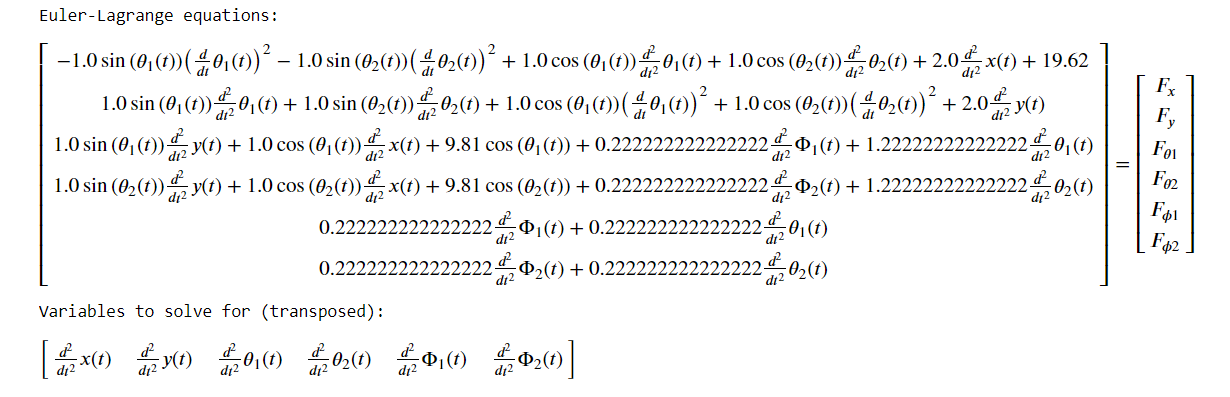 Euler-Lagrange equations:
−1.0 sin (θ₁(t))(d/dt θ₁(t))² − 1.0 sin (θ₂(t))(d/dt θ₂(t))² + 1.0 cos (θ₁(t)) d²/dt² θ₁(t) + 1.0 cos (θ₂(t)) d²/dt² θ₂(t) + 2.0 d²/dt² x(t) + 19.62
1.0 sin (θ₁(t)) d²/dt² θ₁(t) + 1.0 sin (θ₂(t)) d²/dt² θ₂(t) + 1.0 cos (θ₁(t))(d/dt θ₁(t))² + 1.0 cos (θ₂(t))(d/dt θ₂(t))² + 2.0 d²/dt² y(t)
1.0 sin (θ₁(t)) d²/dt² y(t) + 1.0 cos (θ₁(t)) d²/dt² x(t) + 9.81 cos (θ₁(t)) + 0.222222222222222 d²/dt² Φ₁(t) + 1.22222222222222 d²/dt² θ₁(t)
1.0 sin (θ₂(t)) d²/dt² y(t) + 1.0 cos (θ₂(t)) d²/dt² x(t) + 9.81 cos (θ₂(t)) + 0.222222222222222 d²/dt² Φ₂(t) + 1.22222222222222 d²/dt² θ₂(t)
0.222222222222222 d²/dt² Φ₁(t) + 0.222222222222222 d²/dt² θ₁(t)
0.222222222222222 d²/dt² Φ₂(t) + 0.222222222222222 d²/dt² θ₂(t)
=
Fₓ
F_y
F_θ1
F_θ2
F_ϕ1
F_ϕ2
Variables to solve for (transposed):
[ d²/dt² x(t) d²/dt² y(t) d²/dt² θ₁(t) d²/dt² θ₂(t) d²/dt² Φ₁(t) d²/dt² Φ₂(t) ]